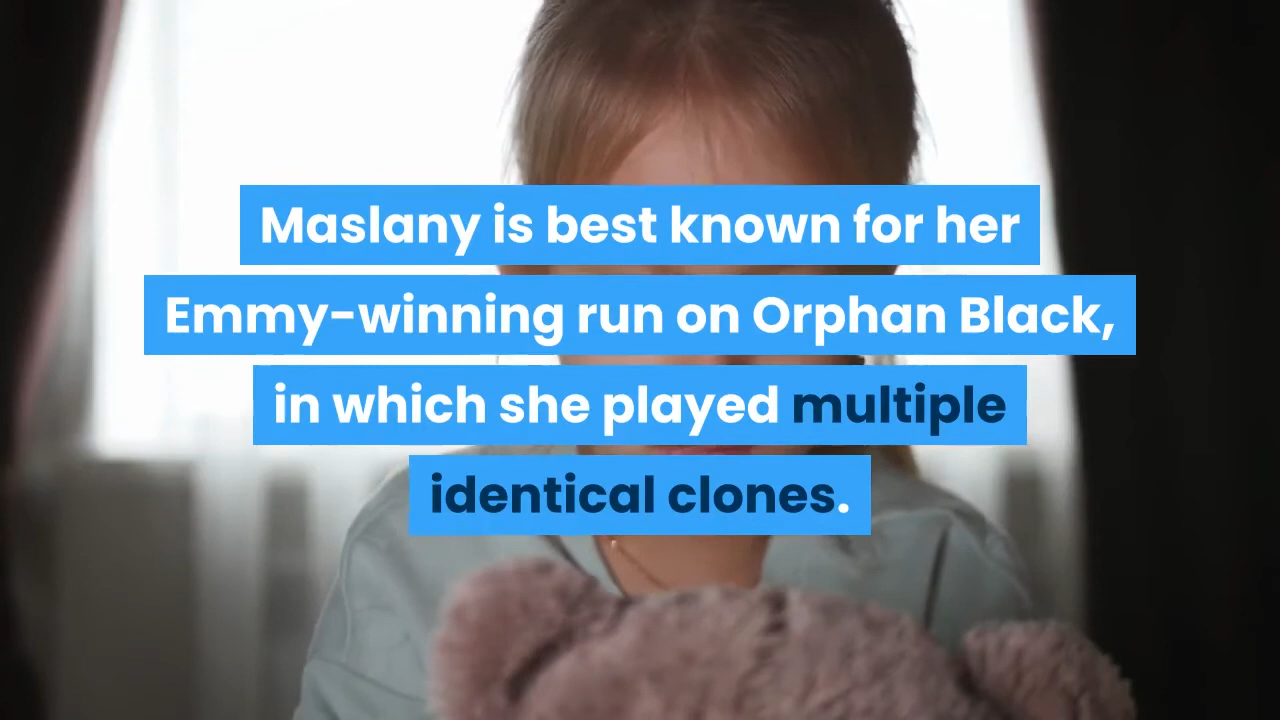 Maslany is best known for her
Emmy-winning run on Orphan Black,
in which she played multiple
identical clones.